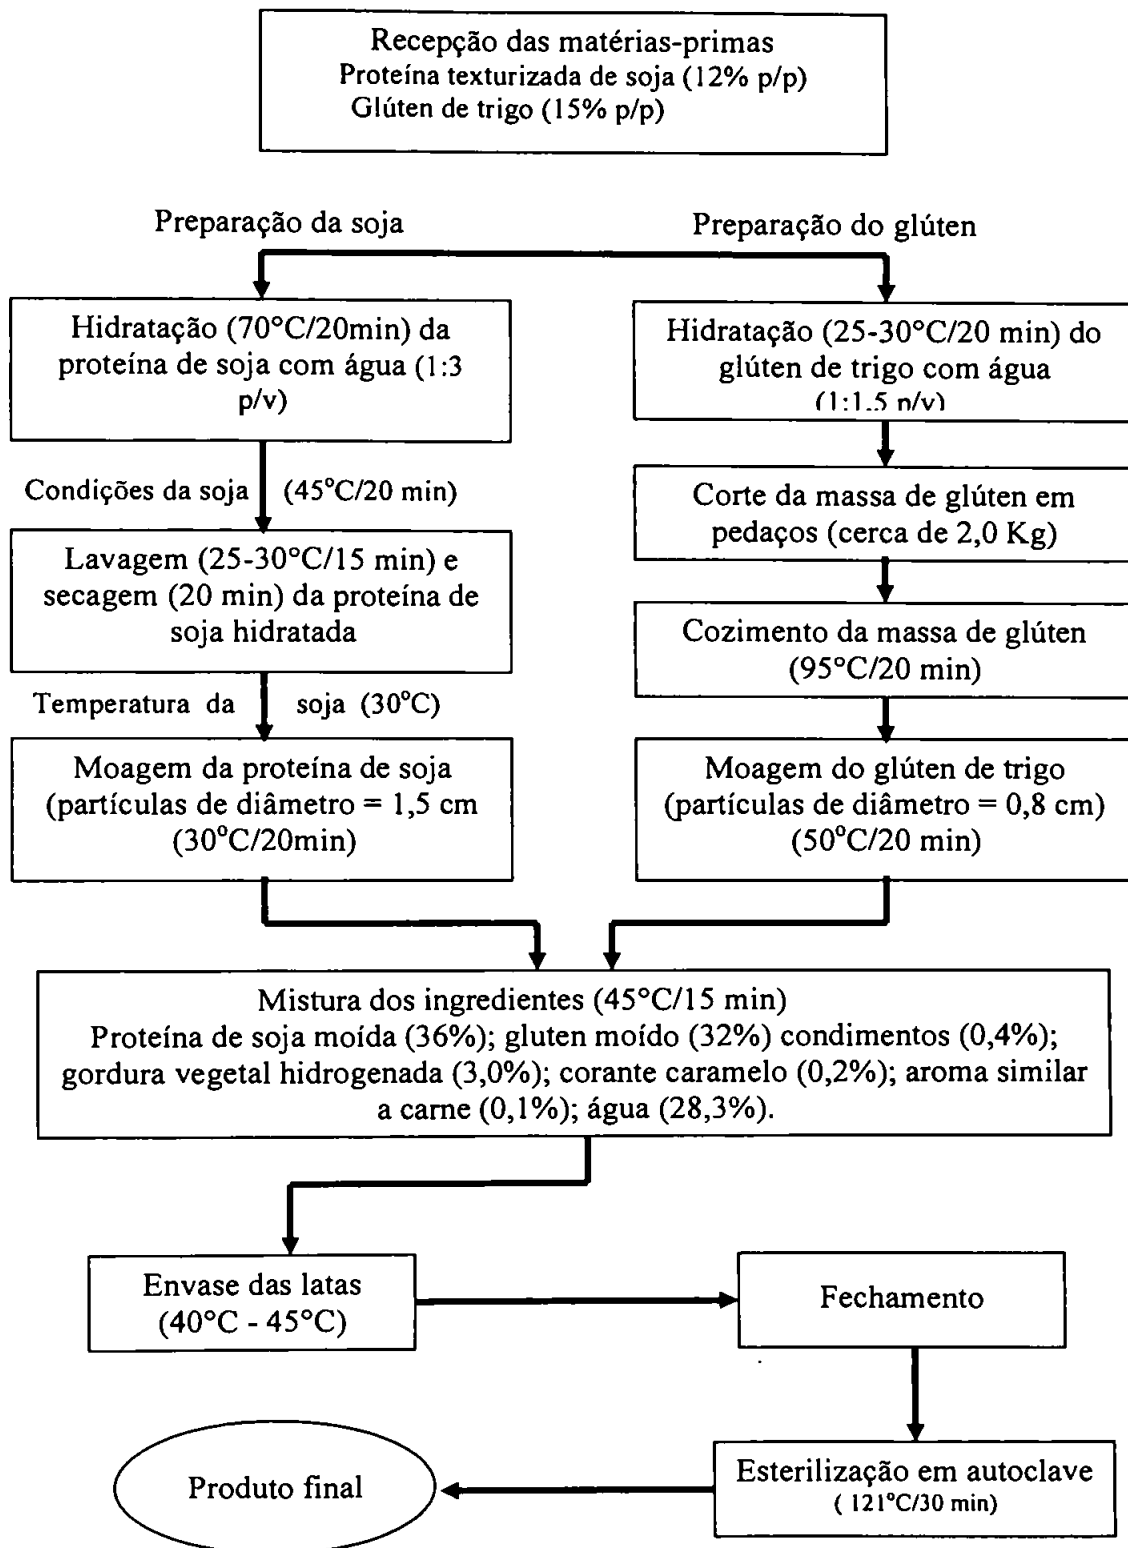 Recepção das matérias-primas
Proteína texturizada de soja (12% p/p)
Glúten de trigo (15% p/p)
Preparação da soja
Preparação do glúten
Hidratação (70°C/20min) da
proteína de soja com água (1:3
p/v)
Hidratação (25-30°C/20 min) do
glúten de trigo com água
(1:1.5 p/v)
Condições da soja (45°C/20 min)
Corte da massa de glúten em
pedaços (cerca de 2,0 Kg)
Lavagem (25-30°C/15 min) e
secagem (20 min) da proteína de
soja hidratada
Cozimento da massa de glúten
(95°C/20 min)
Temperatura da soja (30°C)
Moagem da proteína de soja
(partículas de diâmetro = 1,5 cm
(30°C/20min)
Moagem do glúten de trigo
(partículas de diâmetro = 0,8 cm)
(50°C/20 min)
Mistura dos ingredientes (45°C/15 min)
Proteína de soja moída (36%); gluten moído (32%) condimentos (0,4%);
gordura vegetal hidrogenada (3,0%); corante caramelo (0,2%); aroma similar
a carne (0,1%); água (28,3%).
Envase das latas
(40°C - 45°C)
Fechamento
Esterilização em autoclave
( 121°C/30 min)
Produto final